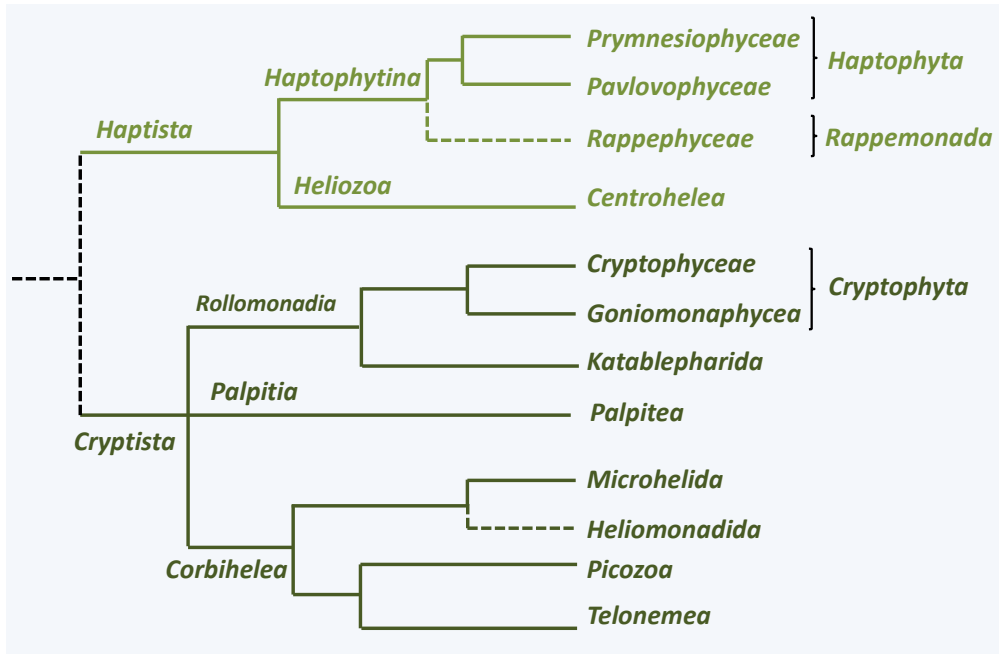 Prymnesiophyceae
Haptophyta
Haptophytina
Pavlovophyceae
Haptista
Rappephyceae
Rappemonada
Heliozoa
Centrohelea
Cryptophyceae
Cryptophyta
Rollomonadia
Goniomonaphycea
Katablepharida
Palpitia
Palpitea
Cryptista
Microhelida
Heliomonadida
Corbihelea
Picozoa
Telonemea